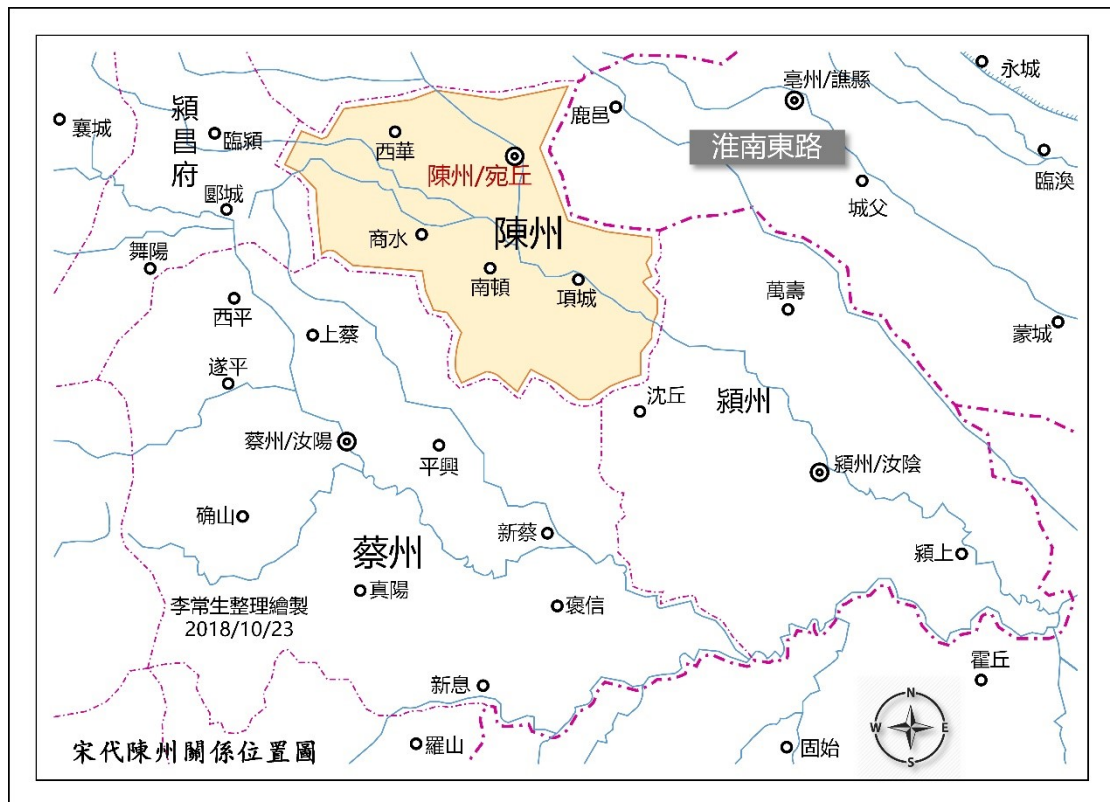 永城
亳州/譙縣
襄城
潁昌府
臨潁
西華
鹿邑
淮南東路
臨渙
陳州/宛丘
城父
郾城
商水
陳州
舞陽
南頓
項城
萬壽
西平
上蔡
蒙城
遂平
沈丘
潁州
蔡州/汝陽
平興
潁州/汝陰
确山
新蔡
蔡州
潁上
真陽
褒信
李常生整理繪製
2018/10/23
新息
霍丘
N
W
E
S
羅山
固始
宋代陳州關係位置圖